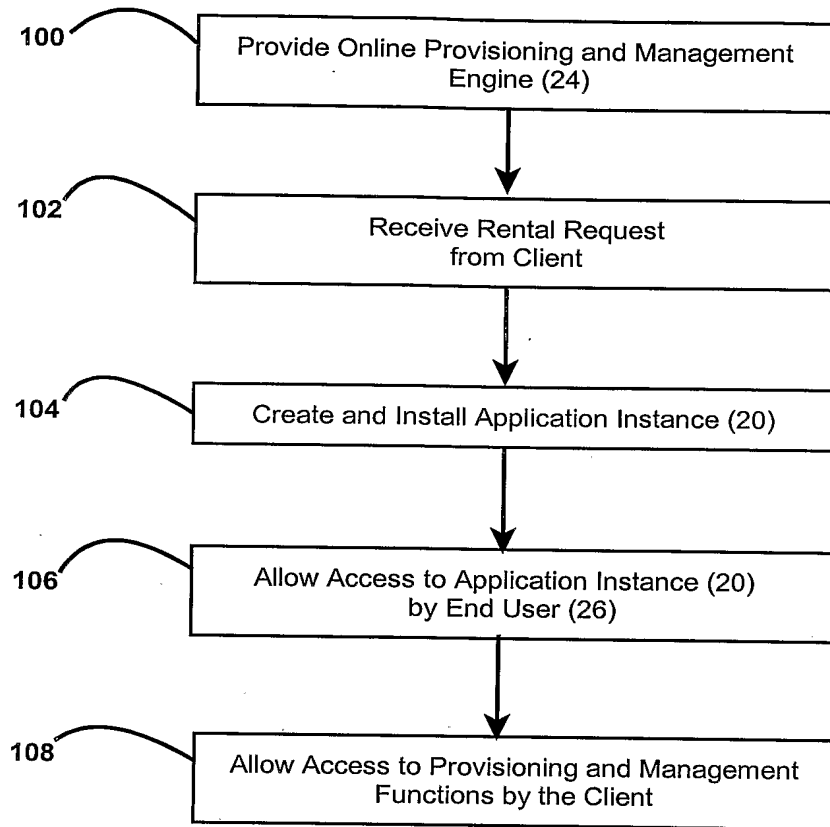 100
Provide Online Provisioning and Management
Engine (24)
102
Receive Rental Request
from Client
104
Create and Install Application Instance (20)
106
Allow Access to Application Instance (20)
by End User (26)
108
Allow Access to Provisioning and Management
Functions by the Client